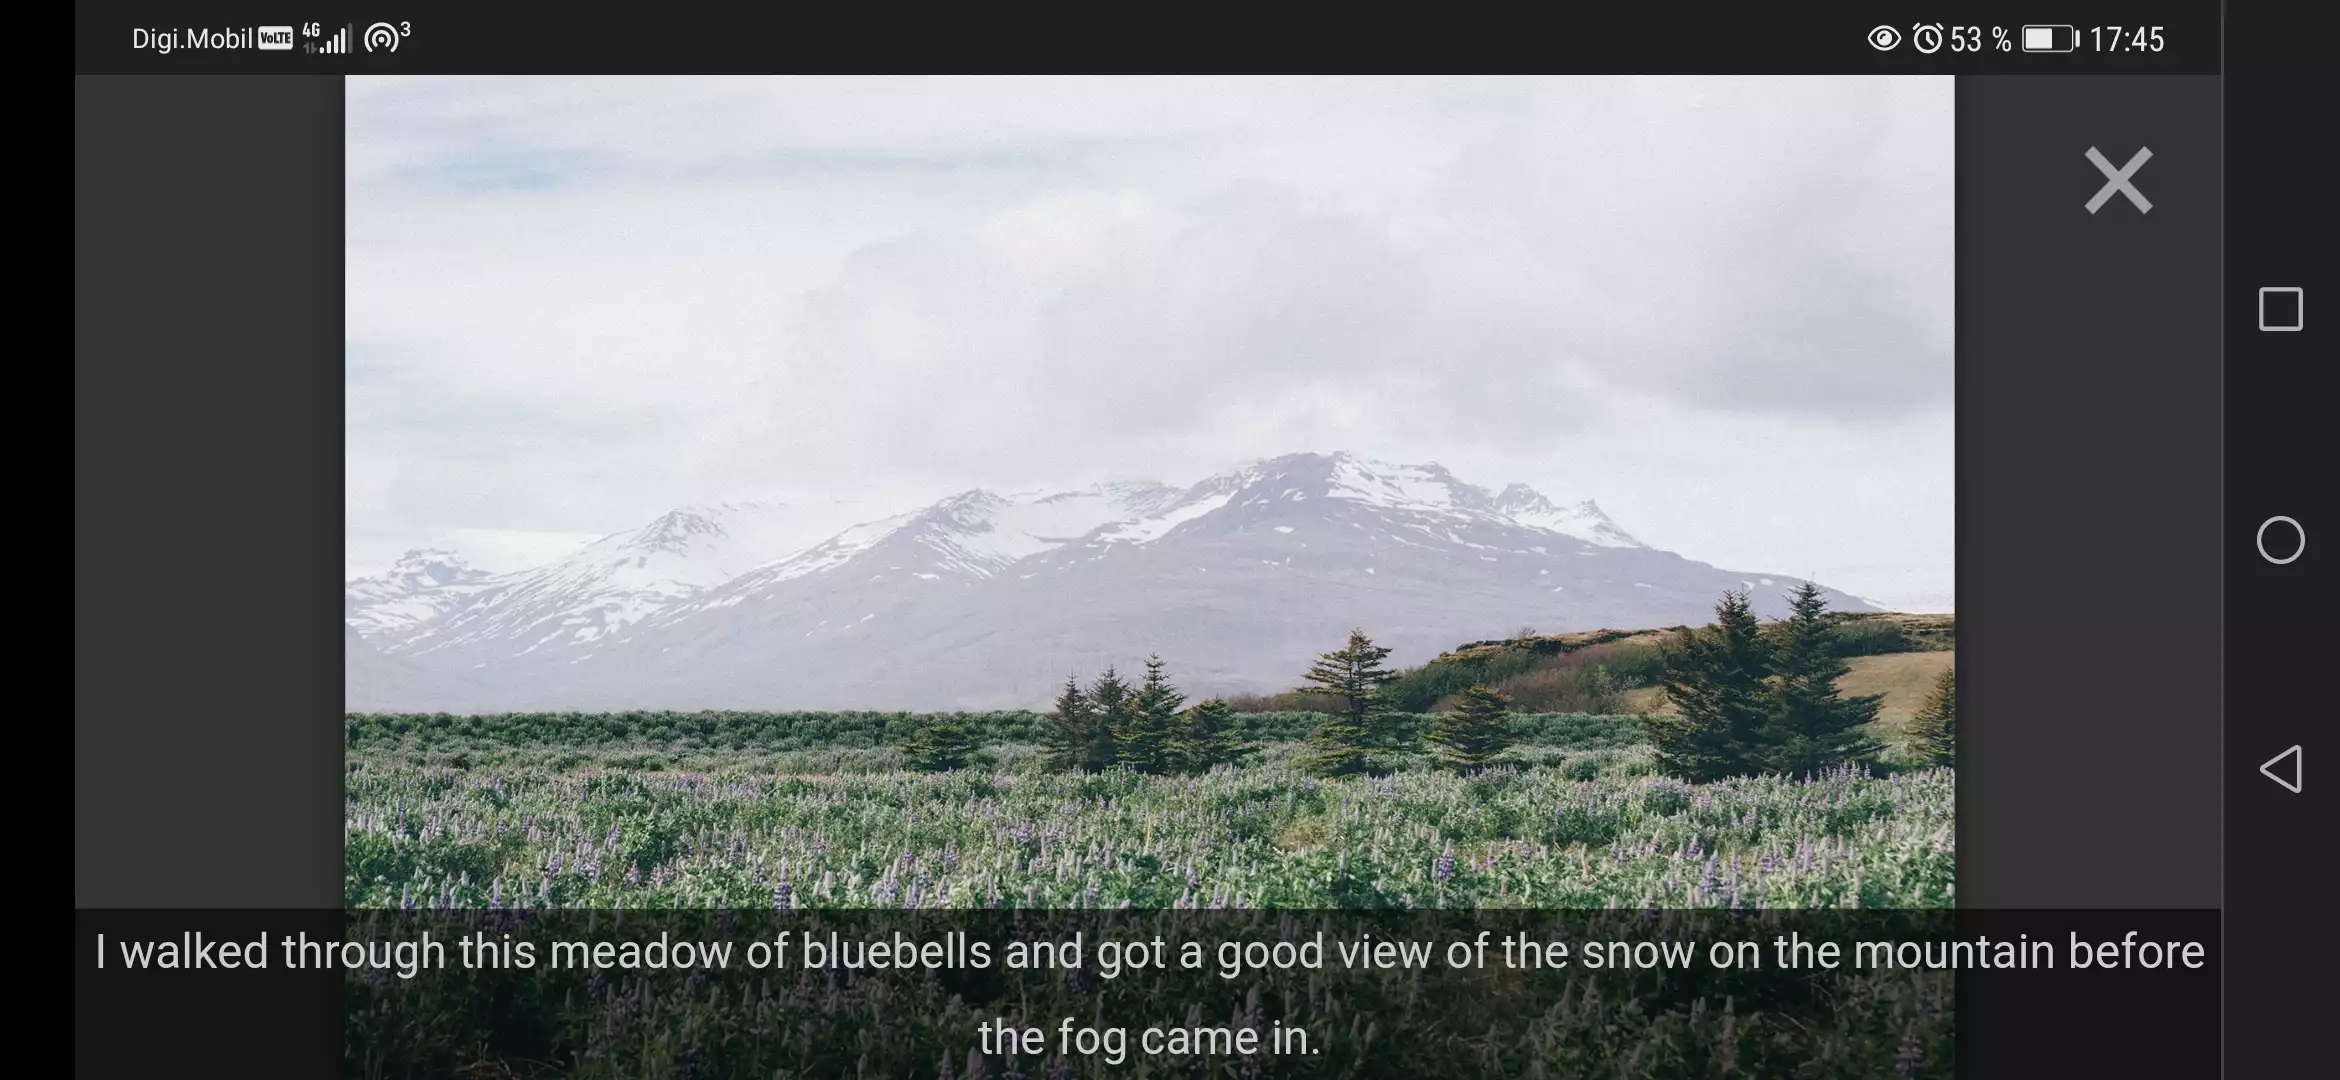 Digi.Mobil VoLTE 4G 3 53 % 17:45
I walked through this meadow of bluebells and got a good view of the snow on the mountain before
the fog came in.